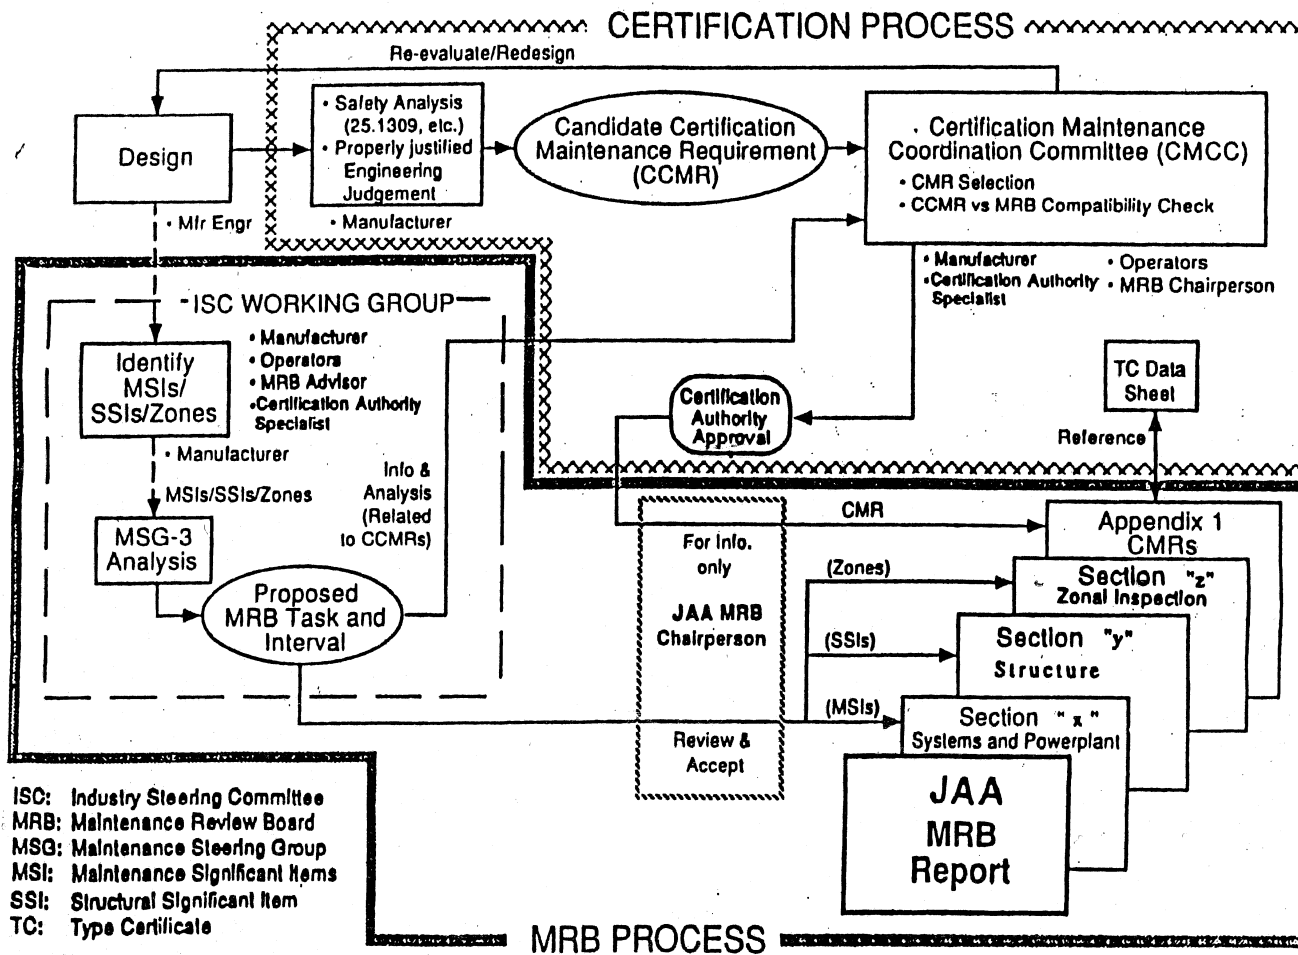 CERTIFICATION PROCESS
Re-evaluate/Redesign
Design
• Safety Analysis
(25.1309, etc.)
• Properly justified
Engineering
Judgement
Candidate Certification
Maintenance Requirement
(CCMR)
• Certification Maintenance
Coordination Committee (CMCC)
• CMR Selection
• CCMR vs MRB Compatibility Check
• Mfr Engr
• Manufacturer
• Manufacturer
• Certification Authority
Specialist
• Operators
• MRB Chairperson
ISC WORKING GROUP
• Manufacturer
• Operators
• MRB Advisor
• Certification Authority
Specialist
Identify
MSIs/
SSIs/Zones
• Manufacturer
MSIs/SSIs/Zones
MSG-3
Analysis
Proposed
MRB Task and
Interval
Info &
Analysis
(Related
to CCMRs)
Certification
Authority
Approval
TC Data
Sheet
Reference
CMR
For Info.
only
JAA MRB
Chairperson
Review &
Accept
(Zones)
(SSIs)
(MSIs)
Appendix 1
CMRs
Section "z"
Zonal Inspection
Section "y"
Structure
Section "x"
Systems and Powerplant
JAA
MRB
Report
ISC: Industry Steering Committee
MRB: Maintenance Review Board
MSG: Maintenance Steering Group
MSI: Maintenance Significant Items
SSI: Structural Significant Item
TC: Type Certificate
MRB PROCESS